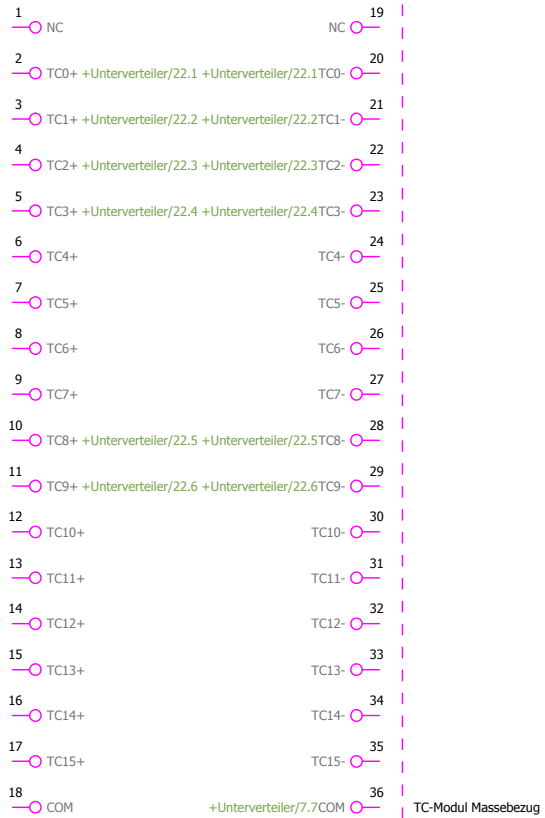 1 19
NC NC
2 20
TC0+ +Unterverteiler/22.1 +Unterverteiler/22.1TC0-
3 21
TC1+ +Unterverteiler/22.2 +Unterverteiler/22.2TC1-
4 22
TC2+ +Unterverteiler/22.3 +Unterverteiler/22.3TC2-
5 23
TC3+ +Unterverteiler/22.4 +Unterverteiler/22.4TC3-
6 24
TC4+ TC4-
7 25
TC5+ TC5-
8 26
TC6+ TC6-
9 27
TC7+ TC7-
10 28
TC8+ +Unterverteiler/22.5 +Unterverteiler/22.5TC8-
11 29
TC9+ +Unterverteiler/22.6 +Unterverteiler/22.6TC9-
12 30
TC10+ TC10-
13 31
TC11+ TC11-
14 32
TC12+ TC12-
15 33
TC13+ TC13-
16 34
TC14+ TC14-
17 35
TC15+ TC15-
18 36
COM +Unterverteiler/7.7COM TC-Modul Massebezug